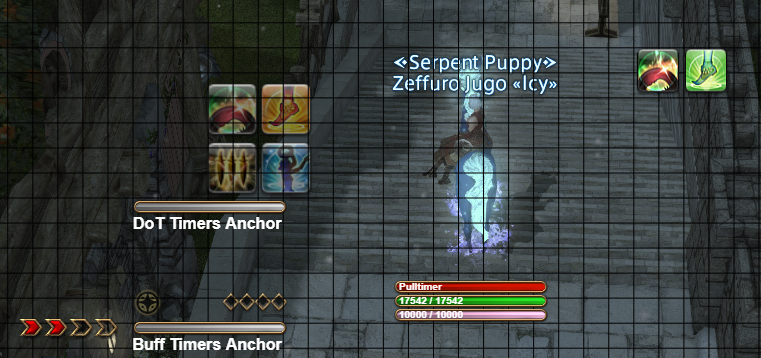 Serpent Puppy
Zeffuro Jugo «Icy»
DoT Timers Anchor
Pulltimer
17542 / 17542
10000 / 10000
Buff Timers Anchor